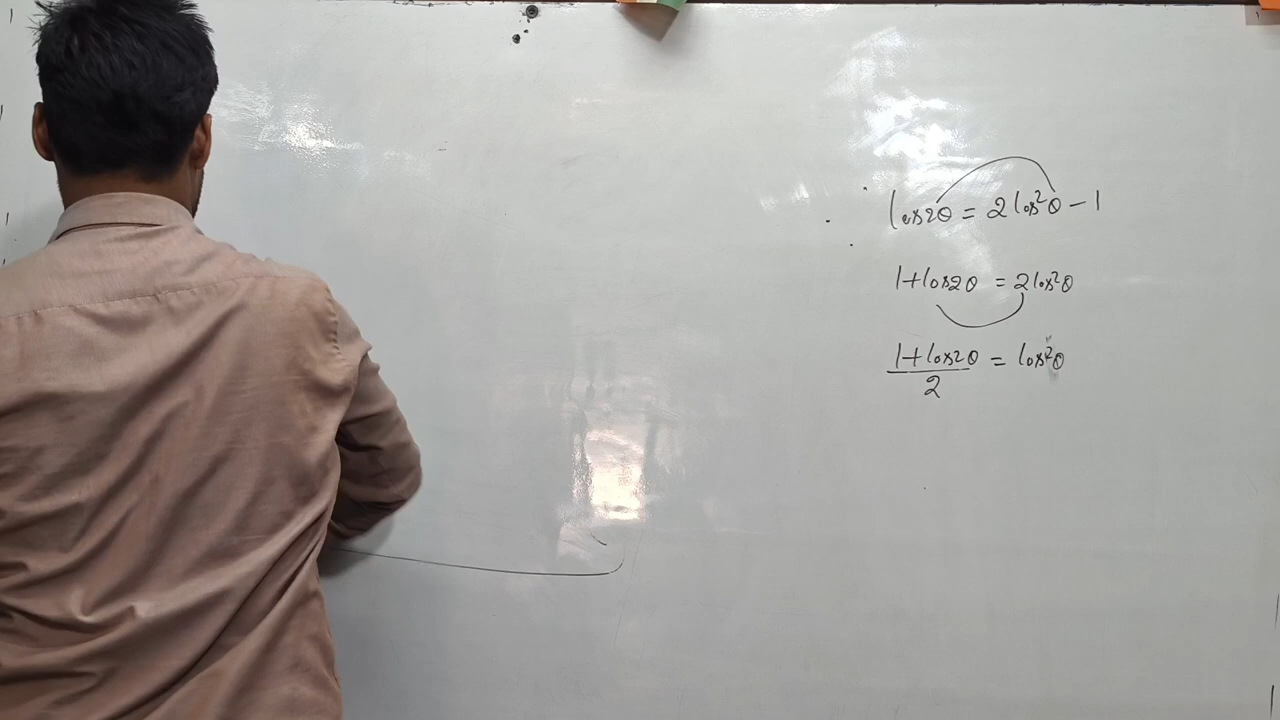 cos2θ = 2cos²θ - 1
1+cos2θ = 2cos²θ
(1+cos2θ)/2 = cos²θ